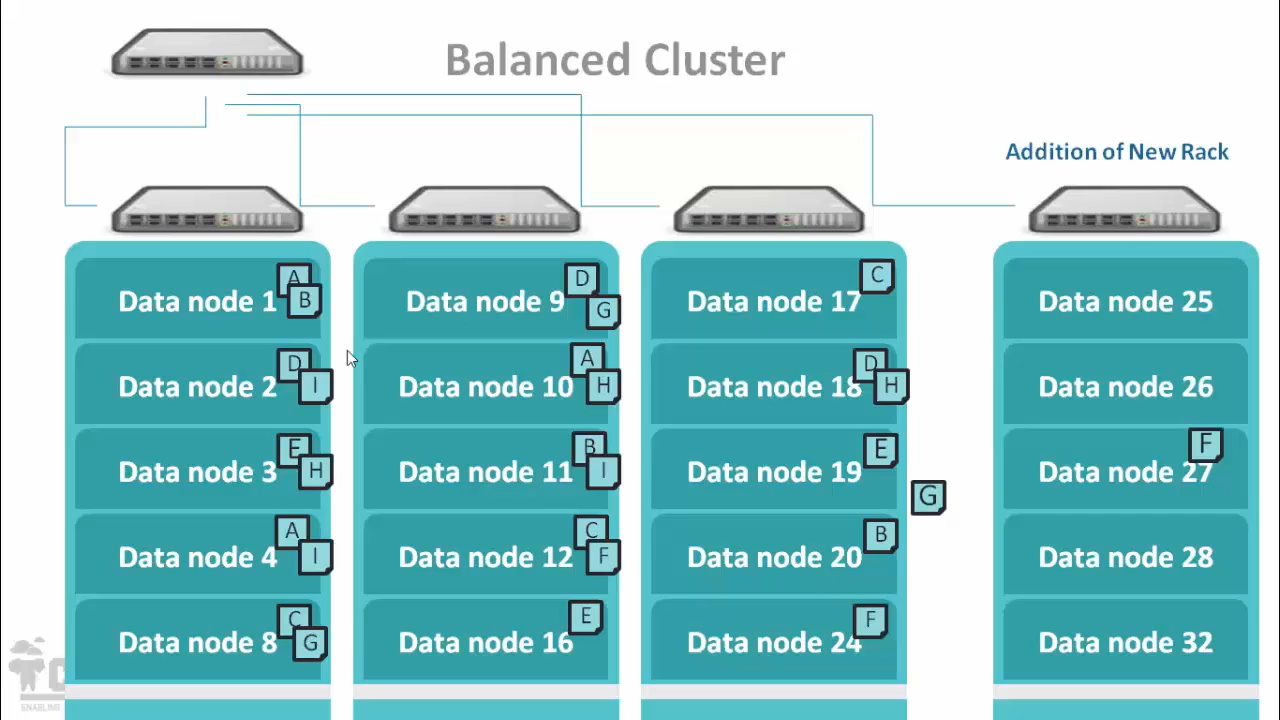 Balanced Cluster
Addition of New Rack
Data node 1
A
B
Data node 2
D
I
Data node 3
E
H
Data node 4
A
I
Data node 8
C
G
Data node 9
D
G
Data node 10
A
H
Data node 11
B
I
Data node 12
C
F
Data node 16
E
Data node 17
C
Data node 18
D
H
Data node 19
E
Data node 20
B
Data node 24
F
G
Data node 25
Data node 26
Data node 27
F
Data node 28
Data node 32
ENABLING